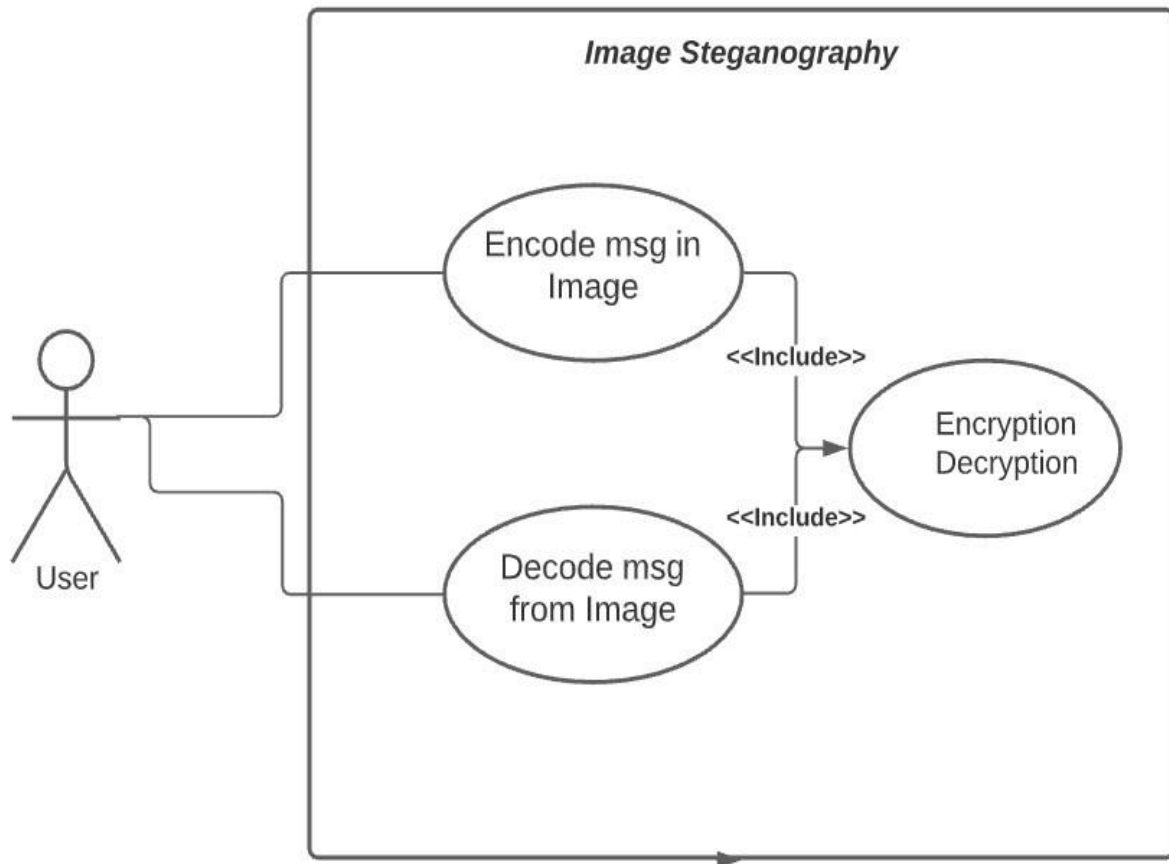 Image Steganography
Encode msg in
Image
<<Include>>
Encryption
Decryption
<<Include>>
Decode msg
from Image
User